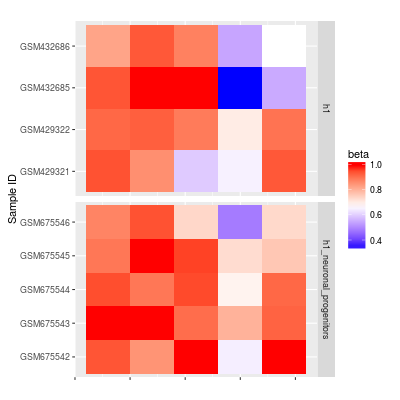 Sample ID
GSM432686
GSM432685
GSM429322
GSM429321
h1
GSM675546
GSM675545
GSM675544
GSM675543
GSM675542
h1_neuronal_progenitors
beta
1.0
0.8
0.6
0.4